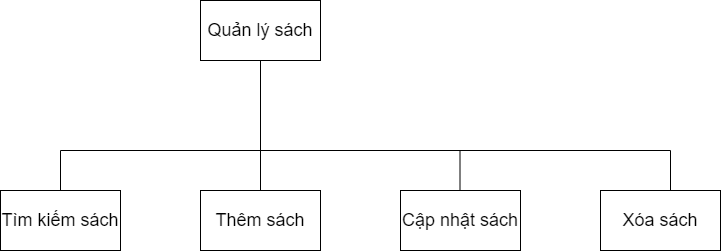 Quản lý sách
Tìm kiếm sách
Thêm sách
Cập nhật sách
Xóa sách